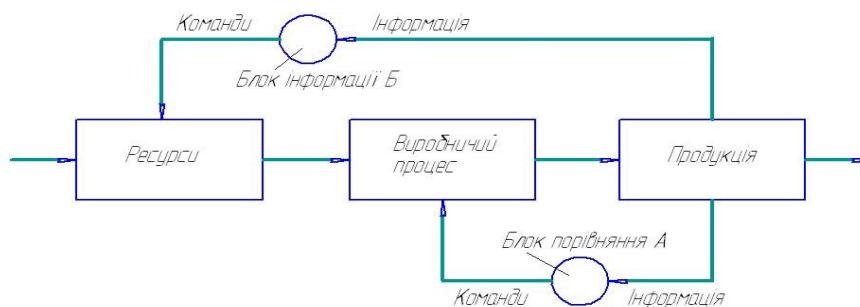 Команди
Інформація
Блок інформації Б
Ресурси
Виробничий
процес
Продукція
Блок порівняння А
Команди
Інформація